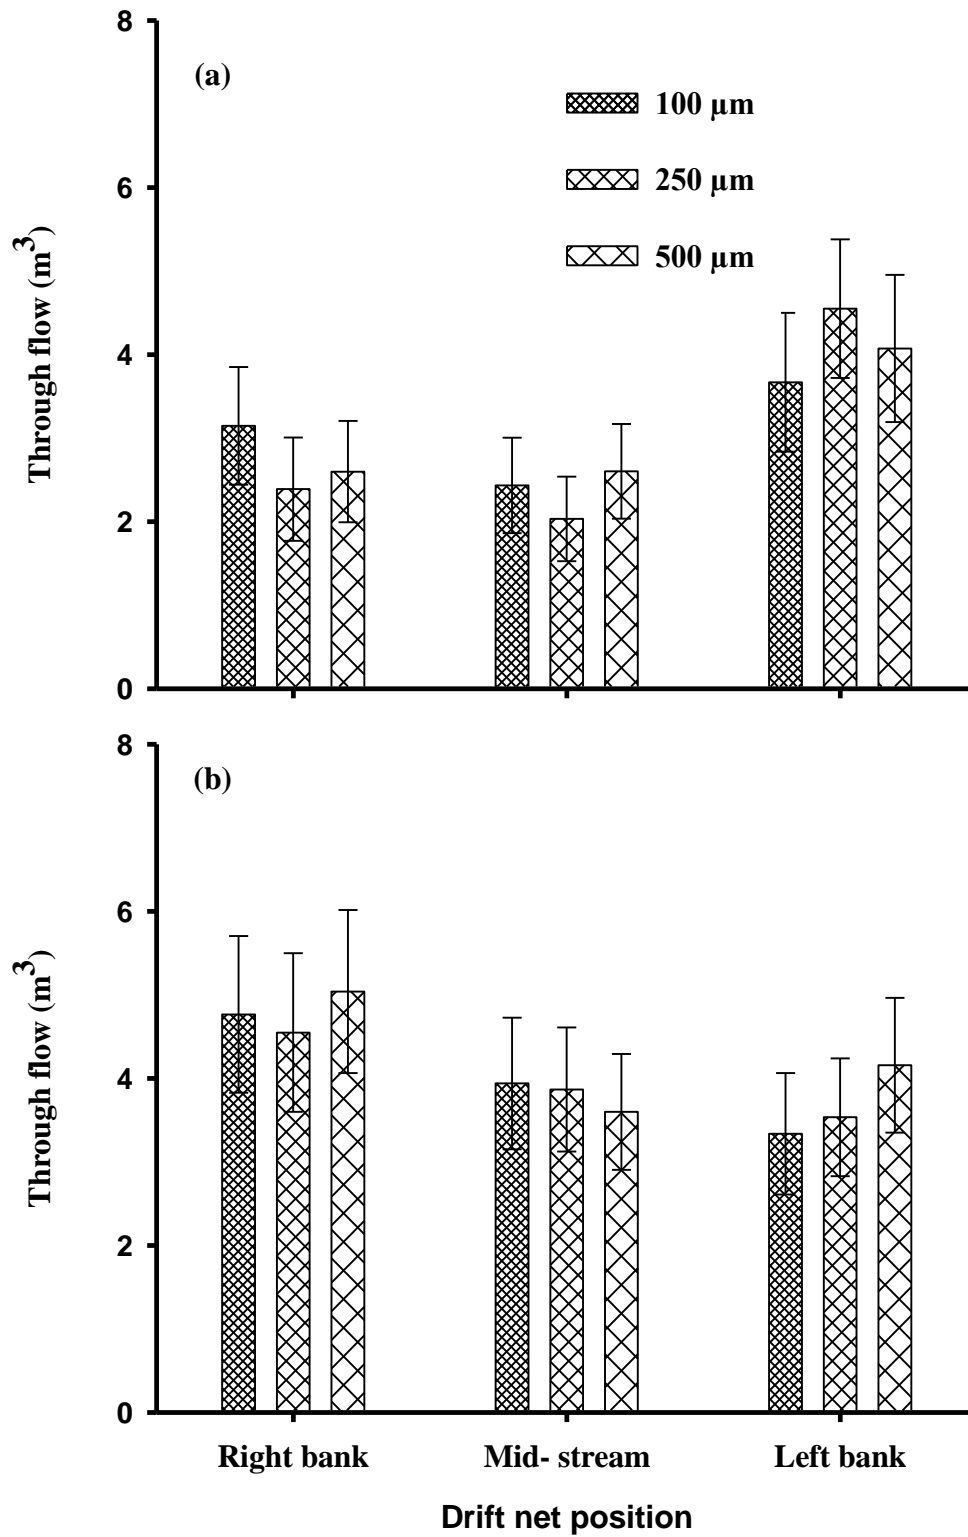 8
(a)
100 µm
6
250 µm
500 µm
Through flow (m³)
4
2
0
8
(b)
6
Through flow (m³)
4
2
0
Right bank
Mid- stream
Left bank
Drift net position